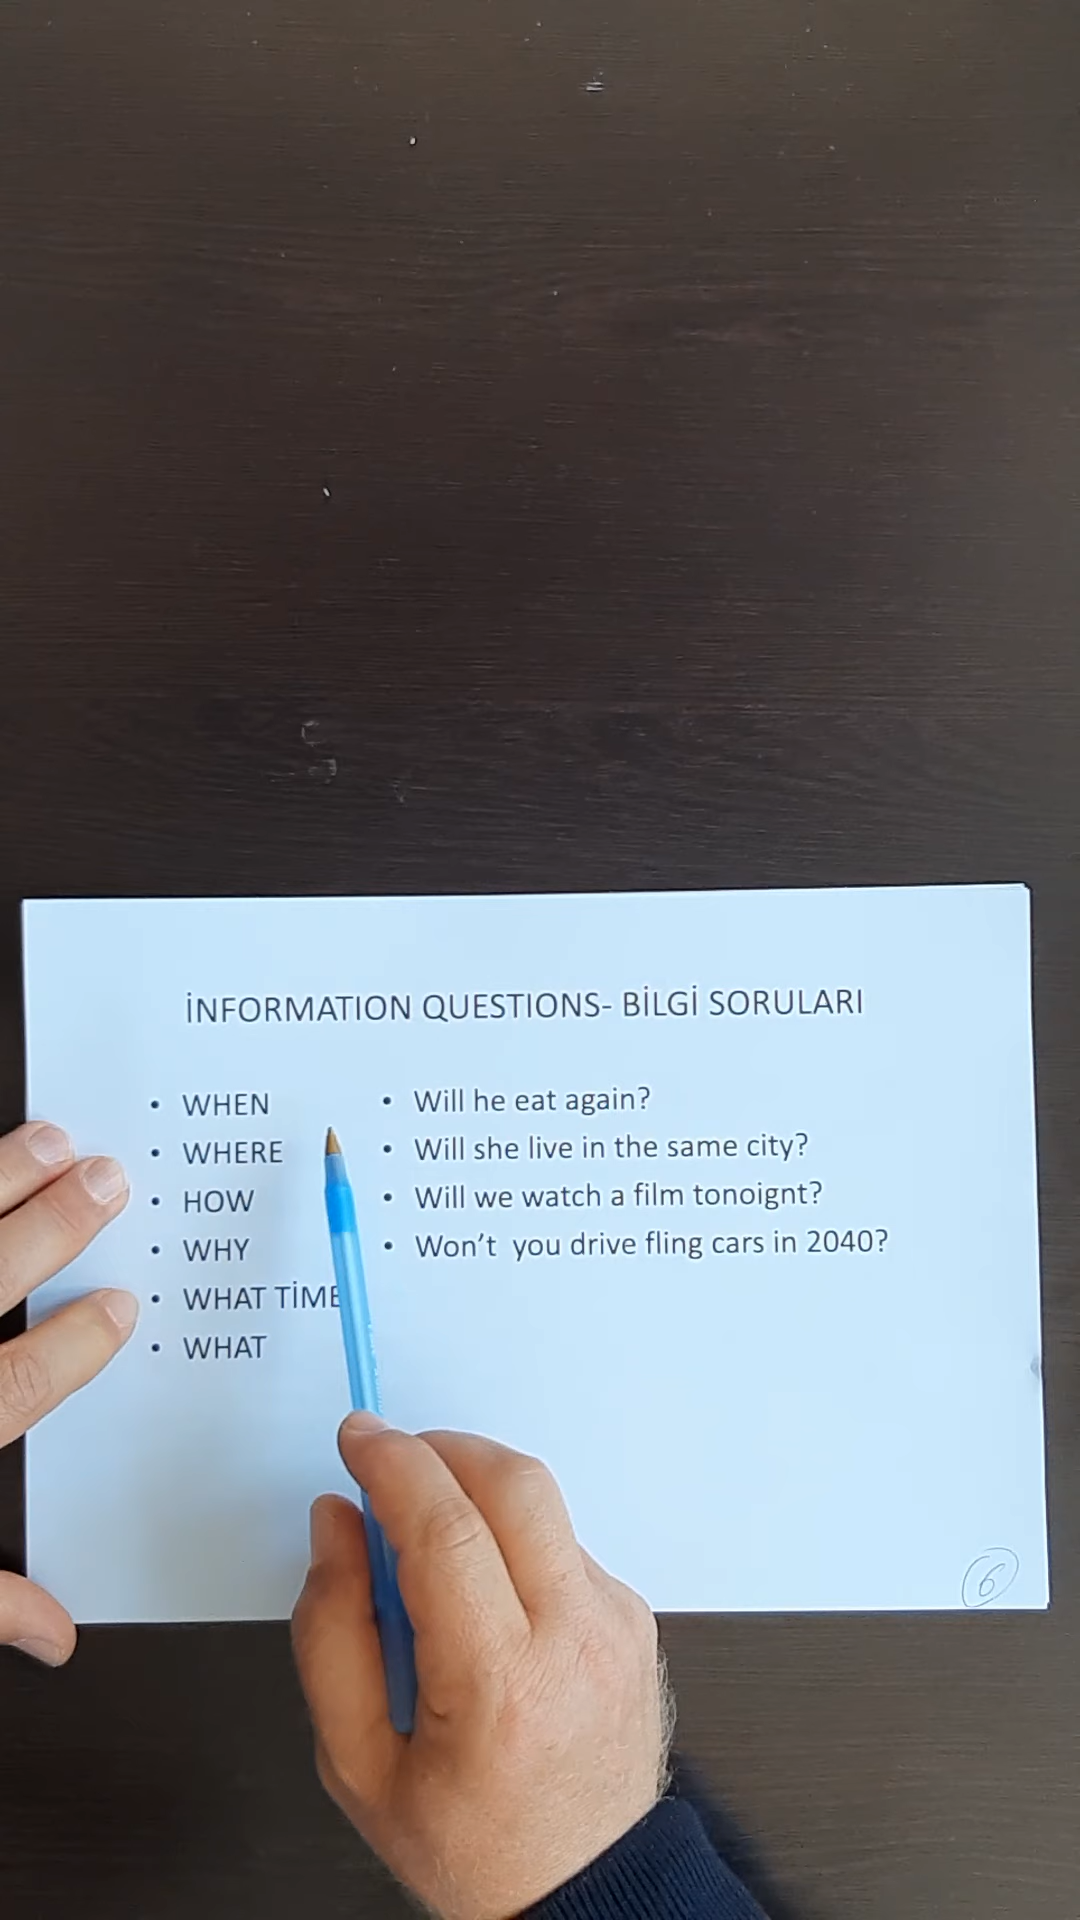 İNFORMATION QUESTIONS- BİLGİ SORULARI
• WHEN
• WHERE
• HOW
• WHY
• WHAT TİME
• WHAT
• Will he eat again?
• Will she live in the same city?
• Will we watch a film tonoignt?
• Won't you drive fling cars in 2040?
6